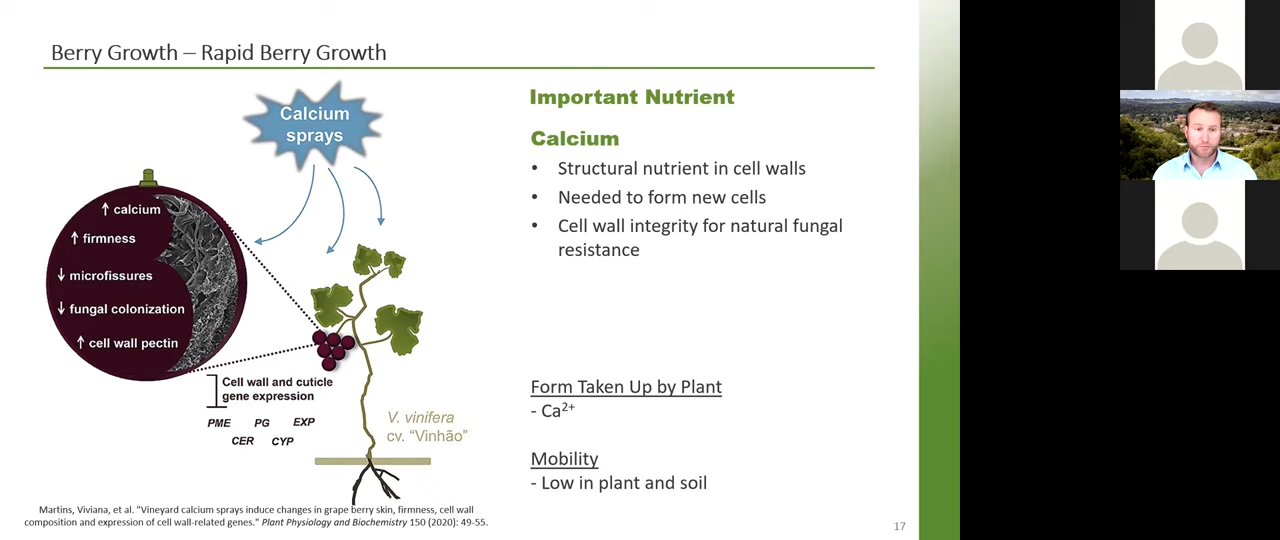 Berry Growth – Rapid Berry Growth
Calcium
sprays
↑ calcium
↑ firmness
↓ microfissures
↓ fungal colonization
↑ cell wall pectin
Cell wall and cuticle
gene expression
PME PG EXP
CER CYP
V. vinifera
cv. “Vinhão”
Martins, Viviana, et al. "Vineyard calcium sprays induce changes in grape berry skin, firmness, cell wall
composition and expression of cell wall-related genes." Plant Physiology and Biochemistry 150 (2020): 49-55.
Important Nutrient
Calcium
• Structural nutrient in cell walls
• Needed to form new cells
• Cell wall integrity for natural fungal
resistance
Form Taken Up by Plant
- Ca²⁺
Mobility
- Low in plant and soil
17